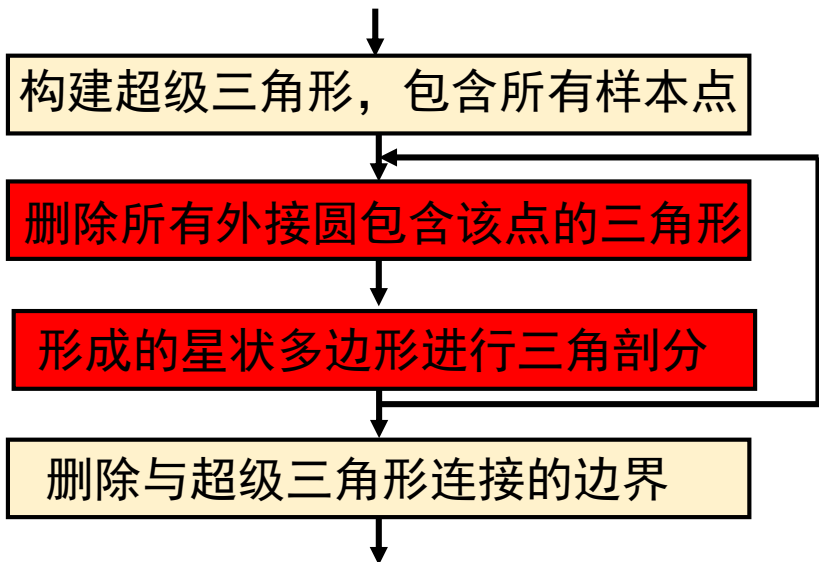 构建超级三角形，包含所有样本点
删除所有外接圆包含该点的三角形
形成的星状多边形进行三角剖分
删除与超级三角形连接的边界